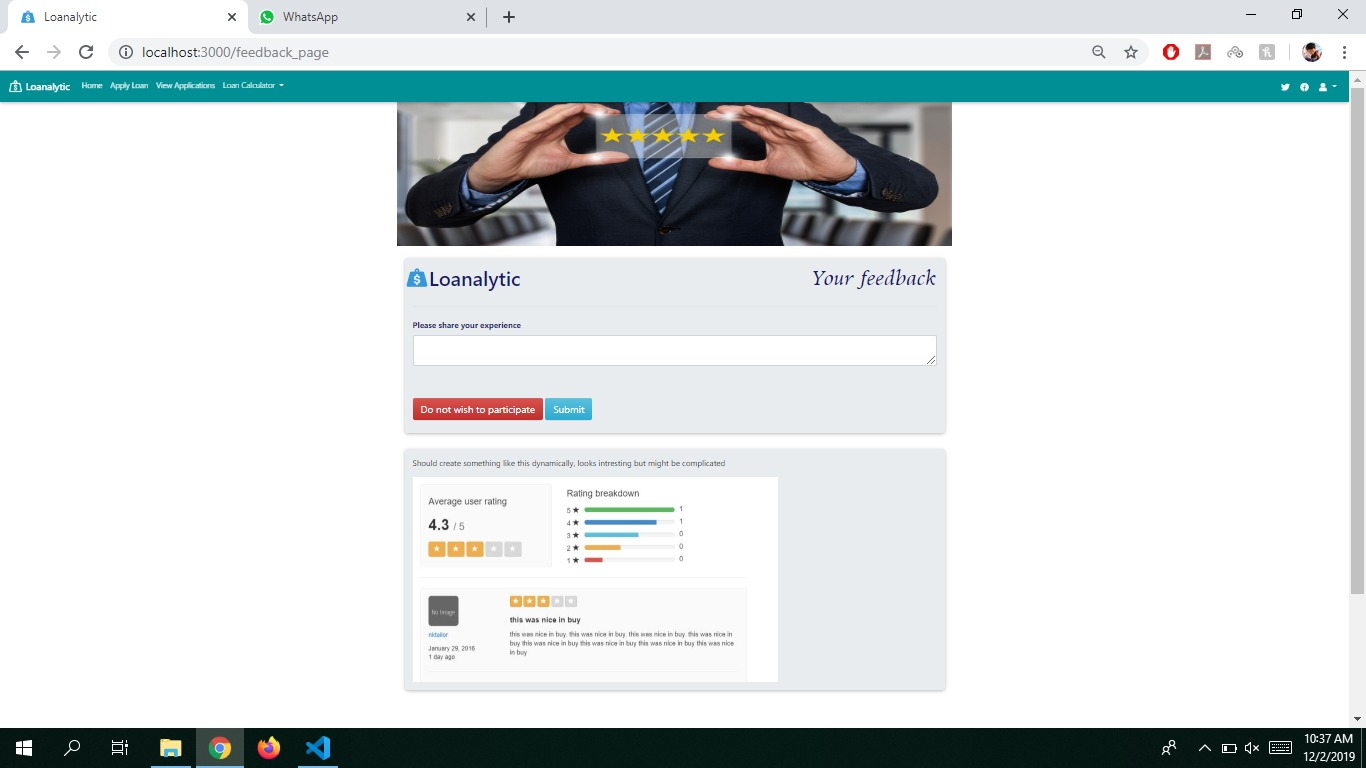 Loanalytic
WhatsApp
localhost:3000/feedback_page
Loanalytic Home Apply Loan View Applications Loan Calculator
Loanalytic
Your feedback
Please share your experience
Do not wish to participate Submit
Should create something like this dynamically, looks intresting but might be complicated
Average user rating
4.3 / 5
Rating breakdown
5 ★ 1
4 ★ 1
3 ★ 0
2 ★ 0
1 ★ 0
No Image
nktailor
January 29, 2016
1 day ago
this was nice in buy
this was nice in buy. this was nice in buy. this was nice in buy. this was nice in
buy this was nice in buy this was nice in buy this was nice in buy this was nice
in buy
10:37 AM
12/2/2019